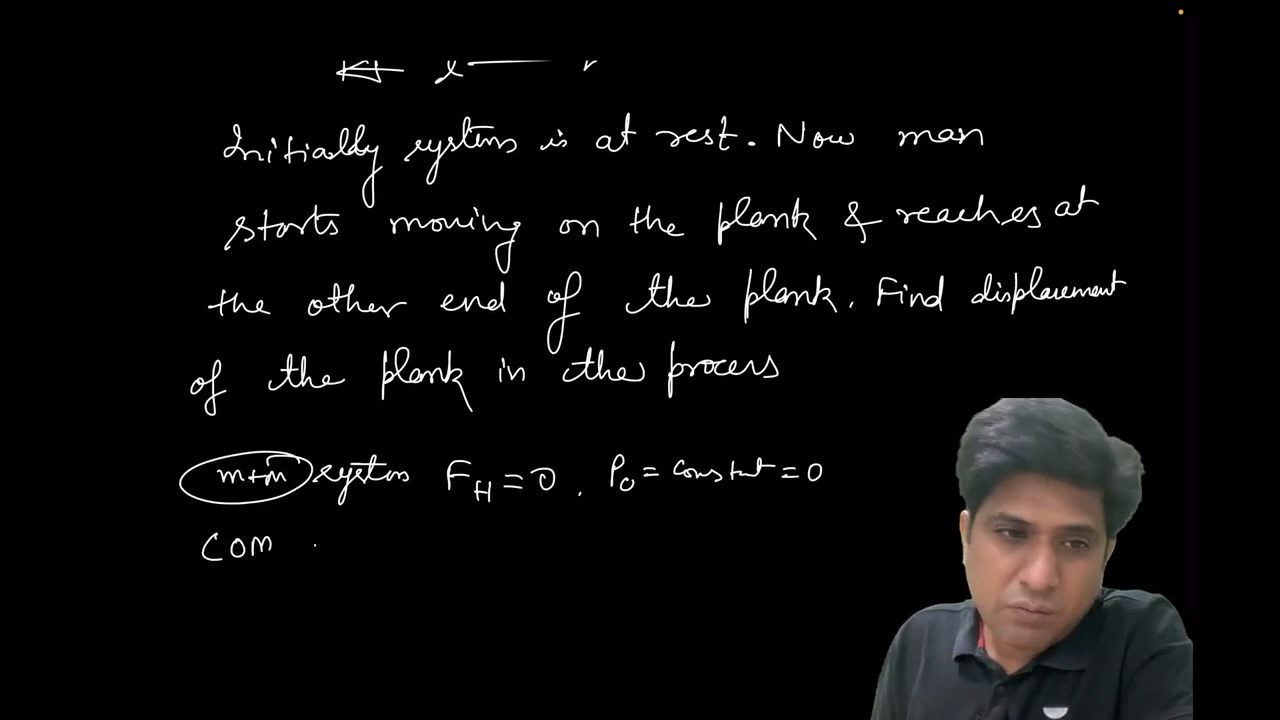 l
Initially system is at rest. Now man
starts moving on the plank & reaches at
the other end of the plank. Find displacement
of the plank in the process
m+m system F_H = 0, P_0 = constant = 0
COM